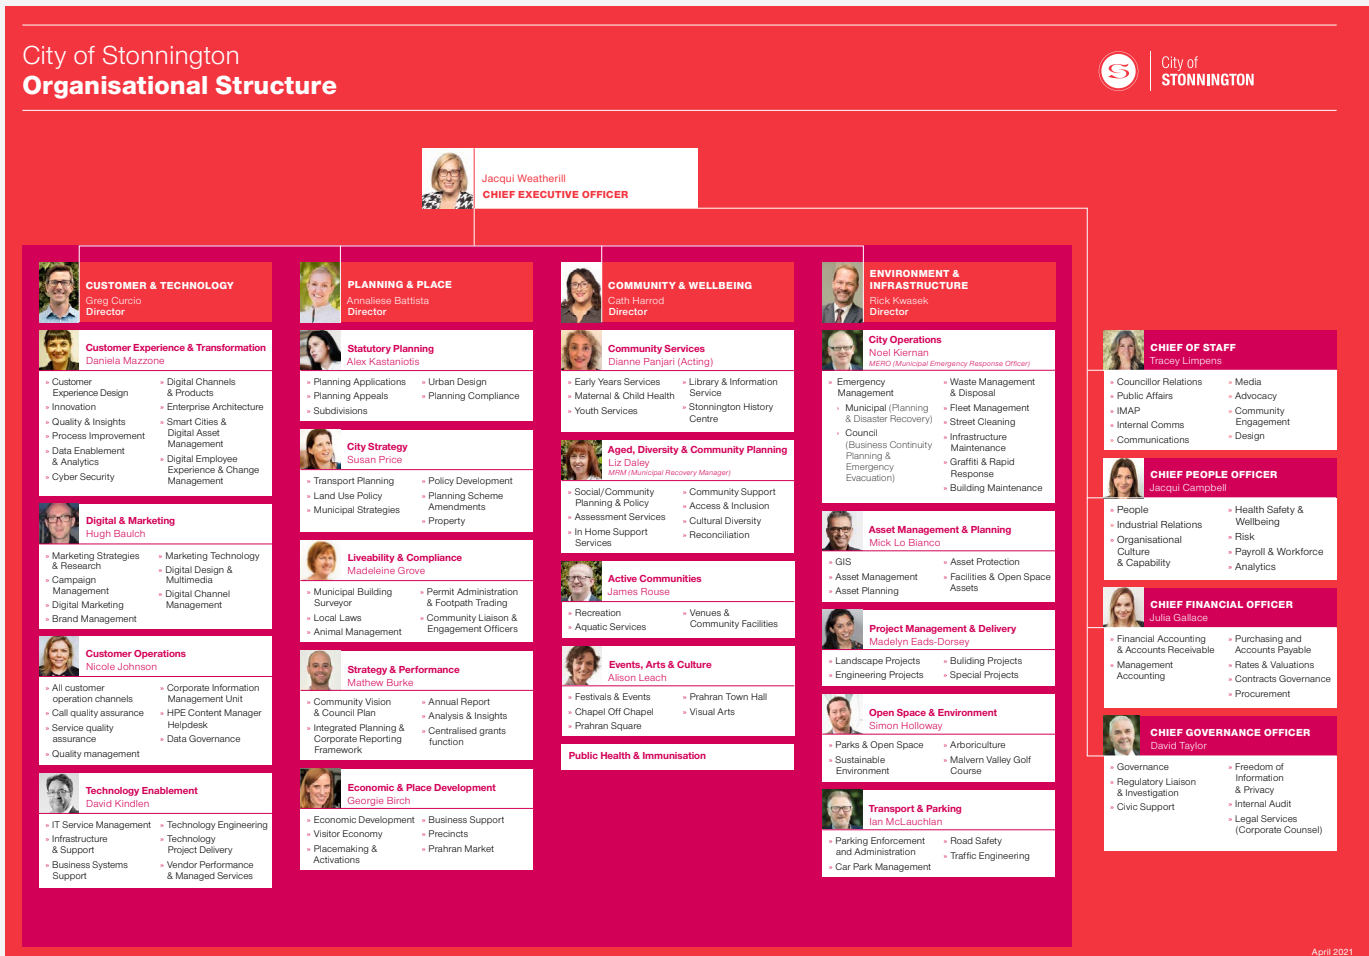 City of Stonnington
Organisational Structure
S
City of
STONNINGTON
Jacqui Weatherill
CHIEF EXECUTIVE OFFICER
CUSTOMER & TECHNOLOGY
Greg Curcio
Director
Customer Experience & Transformation
Daniela Mazzone
» Customer
Experience Design
» Innovation
» Quality & Insights
» Process Improvement
» Data Enablement
& Analytics
» Cyber Security
» Digital Channels
& Products
» Enterprise Architecture
» Smart Cities &
Digital Asset
Management
» Digital Employee
Experience & Change
Management
Digital & Marketing
Hugh Baulch
» Marketing Strategies
& Research
» Campaign
Management
» Digital Marketing
» Brand Management
» Marketing Technology
» Digital Design &
Multimedia
» Digital Channel
Management
Customer Operations
Nicole Johnson
» All customer
operation channels
» Call quality assurance
» Service quality
assurance
» Quality management
» Corporate Information
Management Unit
» HPE Content Manager
Helpdesk
» Data Governance
Technology Enablement
David Kindlen
» IT Service Management
» Infrastructure
& Support
» Business Systems
Support
» Technology Engineering
» Technology
Project Delivery
» Vendor Performance
& Managed Services
PLANNING & PLACE
Annaliese Battista
Director
Statutory Planning
Alex Kastaniotis
» Planning Applications
» Planning Appeals
» Subdivisions
» Urban Design
» Planning Compliance
City Strategy
Susan Price
» Transport Planning
» Land Use Policy
» Municipal Strategies
» Policy Development
» Planning Scheme
Amendments
» Property
Liveability & Compliance
Madeleine Grove
» Municipal Building
Surveyor
» Local Laws
» Animal Management
» Permit Administration
& Footpath Trading
» Community Liaison &
Engagement Officers
Strategy & Performance
Mathew Burke
» Community Vision
& Council Plan
» Integrated Planning &
Corporate Reporting
Framework
» Annual Report
» Analysis & Insights
» Centralised grants
function
Economic & Place Development
Georgie Birch
» Economic Development
» Visitor Economy
» Placemaking &
Activations
» Business Support
» Precincts
» Prahran Market
COMMUNITY & WELLBEING
Cath Harrod
Director
Community Services
Dianne Panjari (Acting)
» Early Years Services
» Maternal & Child Health
» Youth Services
» Library & Information
Service
» Stonnington History
Centre
Aged, Diversity & Community Planning
Liz Daley
MRM (Municipal Recovery Manager)
» Social/Community
Planning & Policy
» Assessment Services
» In Home Support
Services
» Community Support
» Access & Inclusion
» Cultural Diversity
» Reconciliation
Active Communities
James Rouse
» Recreation
» Aquatic Services
» Venues &
Community Facilities
Events, Arts & Culture
Alison Leach
» Festivals & Events
» Chapel Off Chapel
» Prahran Square
» Prahran Town Hall
» Visual Arts
Public Health & Immunisation
ENVIRONMENT &
INFRASTRUCTURE
Rick Kwasek
Director
City Operations
Noel Kiernan
MERO (Municipal Emergency Response Officer)
» Emergency
Management
› Municipal (Planning
& Disaster Recovery)
› Council
(Business Continuity
Planning &
Emergency
Evacuation)
» Waste Management
& Disposal
» Fleet Management
» Street Cleaning
» Infrastructure
Maintenance
» Graffiti & Rapid
Response
» Building Maintenance
Asset Management & Planning
Mick Lo Bianco
» GIS
» Asset Management
» Asset Planning
» Asset Protection
» Facilities & Open Space
Assets
Project Management & Delivery
Madelyn Eads-Dorsey
» Landscape Projects
» Engineering Projects
» Buliding Projects
» Special Projects
Open Space & Environment
Simon Holloway
» Parks & Open Space
» Sustainable
Environment
» Arboriculture
» Malvern Valley Golf
Course
Transport & Parking
Ian McLauchlan
» Parking Enforcement
and Administration
» Car Park Management
» Road Safety
» Traffic Engineering
CHIEF OF STAFF
Tracey Limpens
» Councillor Relations
» Public Affairs
» IMAP
» Internal Comms
» Communications
» Media
» Advocacy
» Community
Engagement
» Design
CHIEF PEOPLE OFFICER
Jacqui Campbell
» People
» Industrial Relations
» Organisational
Culture
& Capability
» Health Safety &
Wellbeing
» Risk
» Payroll & Workforce
» Analytics
CHIEF FINANCIAL OFFICER
Julia Gallace
» Financial Accounting
& Accounts Receivable
» Management
Accounting
» Purchasing and
Accounts Payable
» Rates & Valuations
» Contracts Governance
» Procurement
CHIEF GOVERNANCE OFFICER
David Taylor
» Governance
» Regulatory Liaison
& Investigation
» Civic Support
» Freedom of
Information
& Privacy
» Internal Audit
» Legal Services
(Corporate Counsel)
April 2021